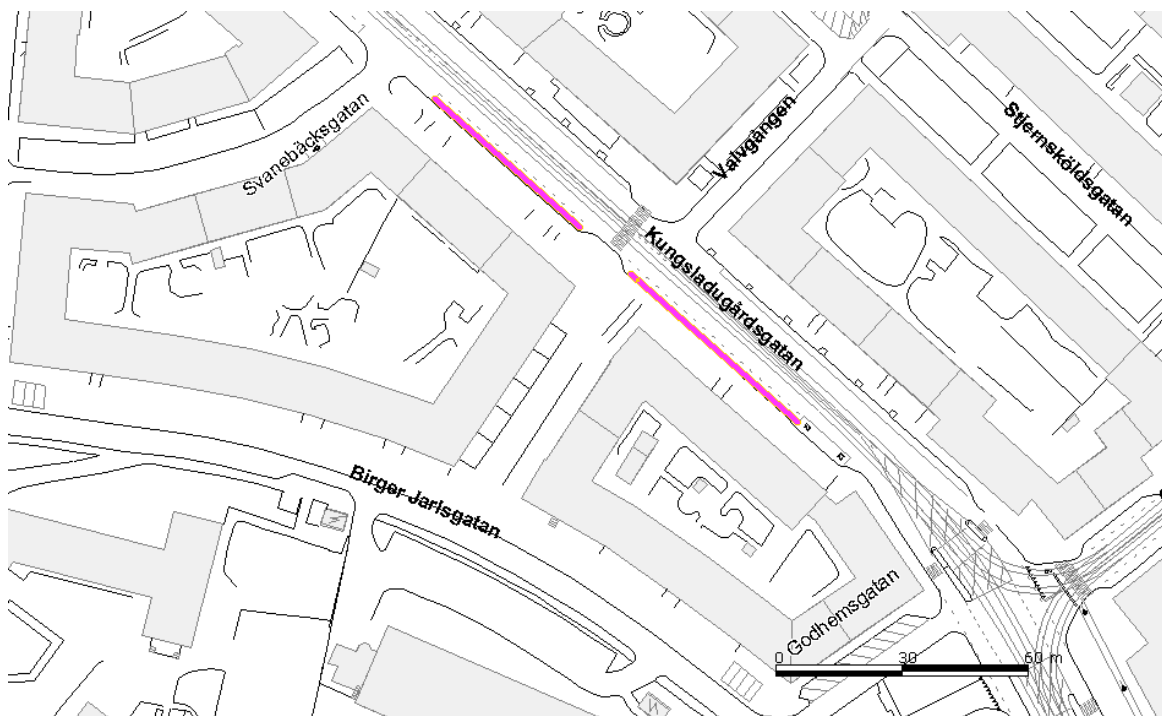 Svanebäcksgatan
Valvgången
Stjernsköldsgatan
Kungsladugårdsgatan
Birger Jarlsgatan
Godhemsgatan
0 30 60 m